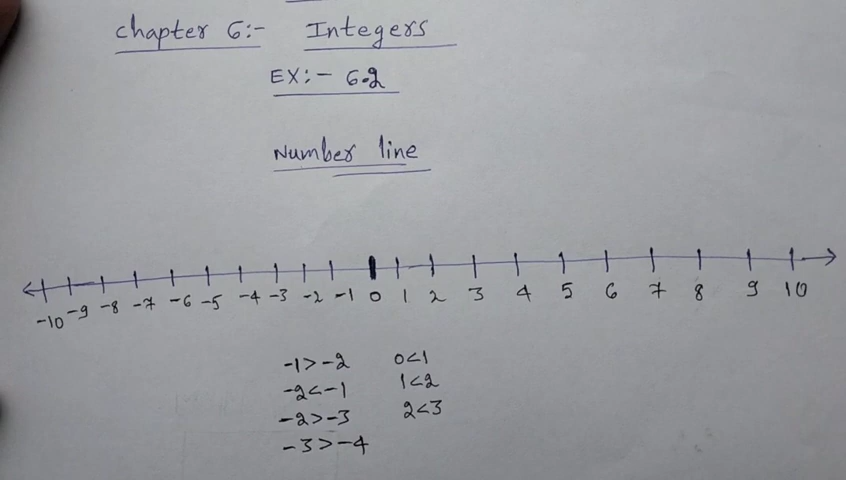 Chapter 6:- Integers
EX:- 6.2
Number line
-10 -9 -8 -7 -6 -5 -4 -3 -2 -1 0 1 2 3 4 5 6 7 8 9 10
-1>-2 0<1
-2<-1 1<2
-2>-3 2<3
-3>-4